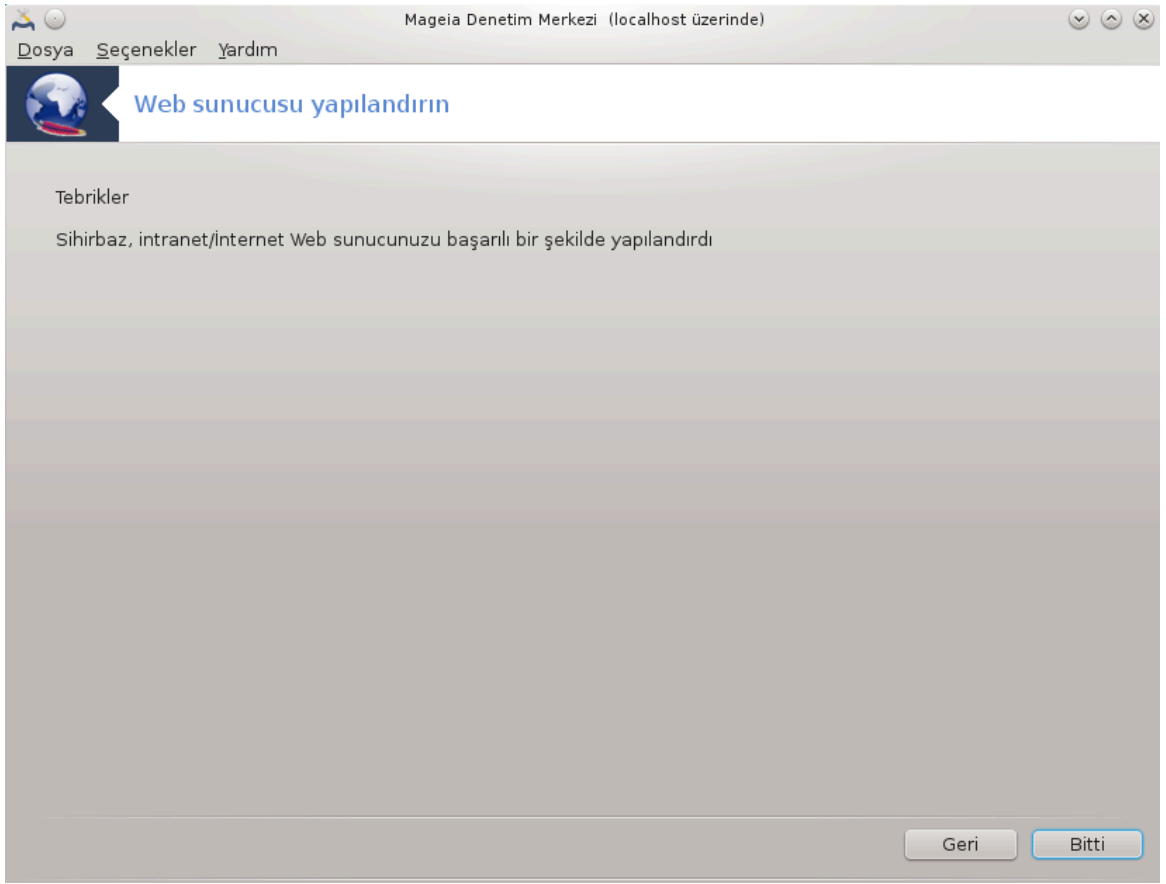 Mageia Denetim Merkezi (localhost üzerinde)
Dosya Seçenekler Yardım
Web sunucusu yapılandırın
Tebrikler
Sihirbaz, intranet/İnternet Web sunucunuzu başarılı bir şekilde yapılandırdı
Geri Bitti